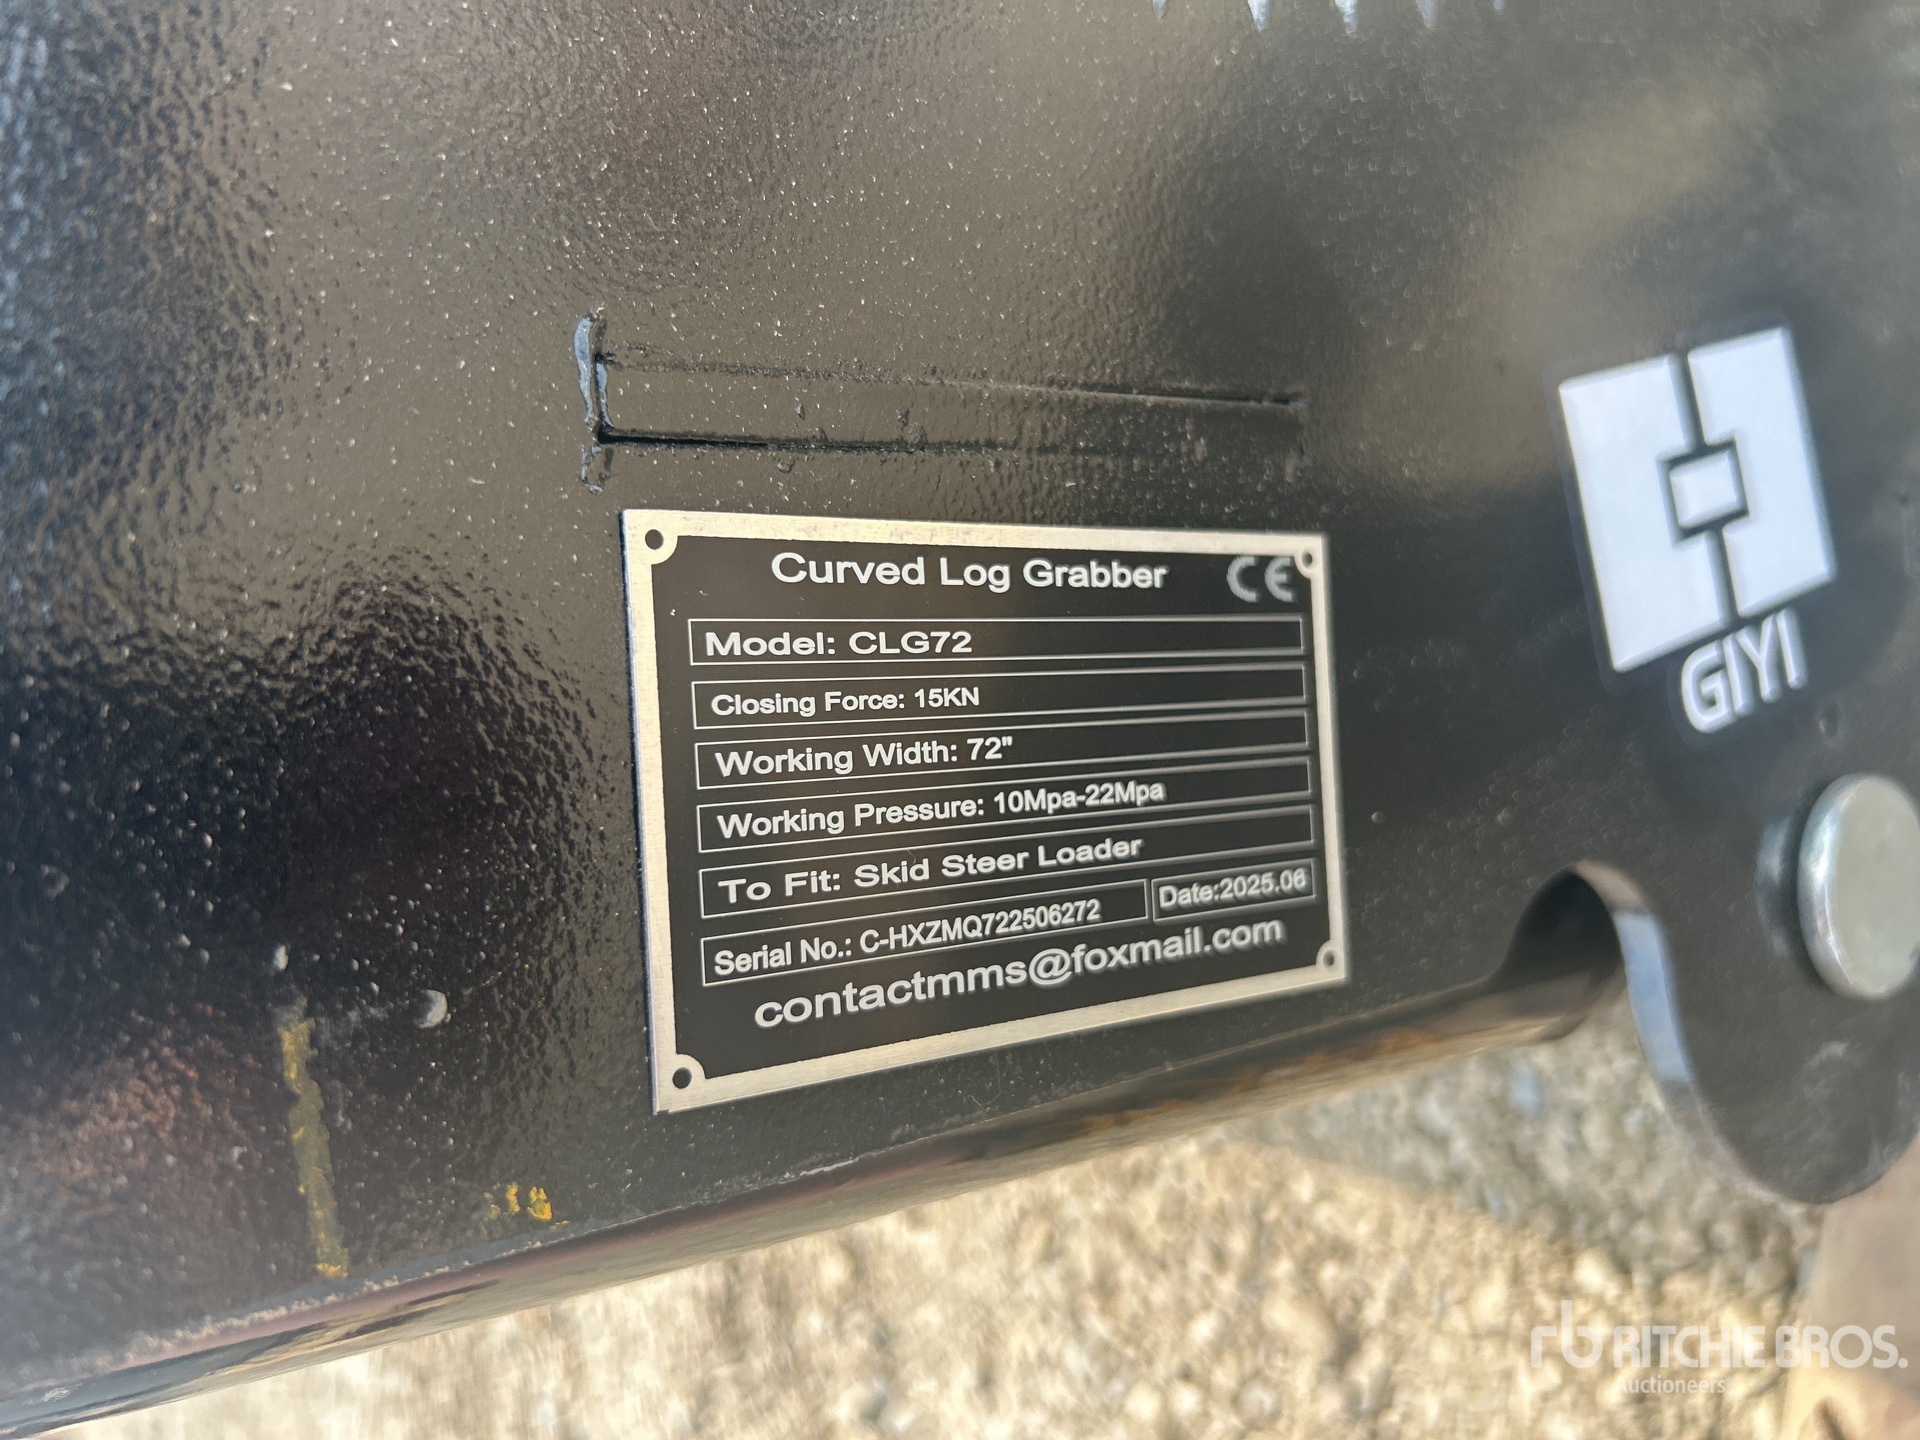 Curved Log Grabber CE
Model: CLG72
Closing Force: 15KN
Working Width: 72"
Working Pressure: 10Mpa-22Mpa
To Fit: Skid Steer Loader
Serial No.: C-HXZMQ722506272 Date:2025.06
contactmms@foxmail.com
GIYI
rb RITCHIE BROS.
Auctioneers